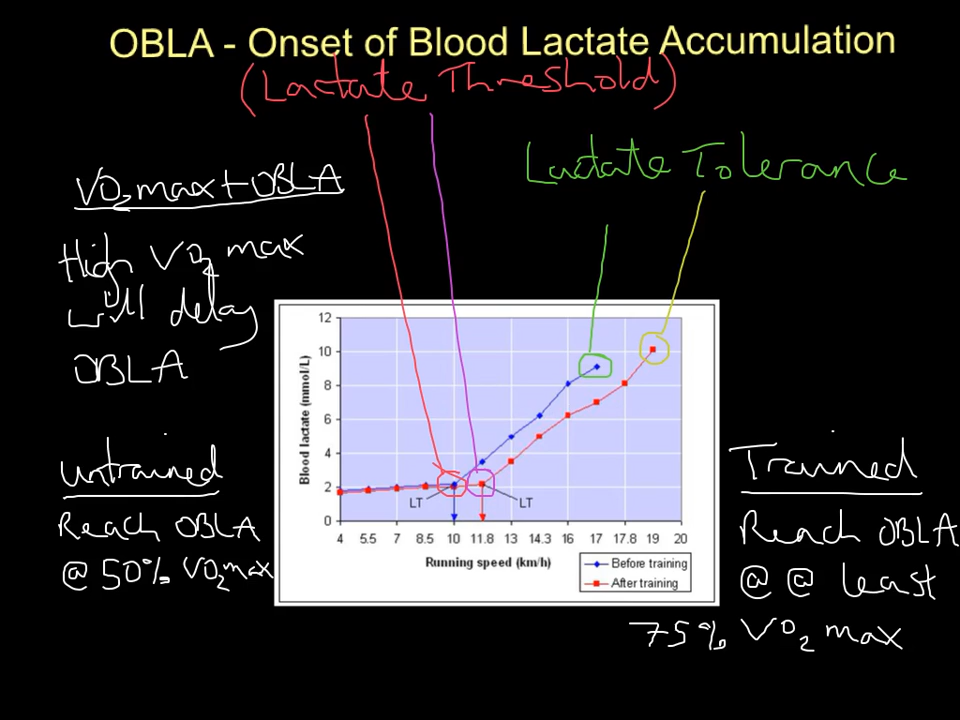 OBLA - Onset of Blood Lactate Accumulation
(Lactate Threshold)
Lactate Tolerance
VO2max + OBLA
High VO2 max
will delay
OBLA
Untrained
Reach OBLA
@ 50% VO2max
Blood lactate (mmol/L)
12
10
8
6
4
2
0
LT
LT
4 5.5 7 8.5 10 11.8 13 14.2 16 17 17.8 19 20
Running speed (km/h)
Before training
After training
Trained
Reach OBLA
@ @ least
75% VO2 max